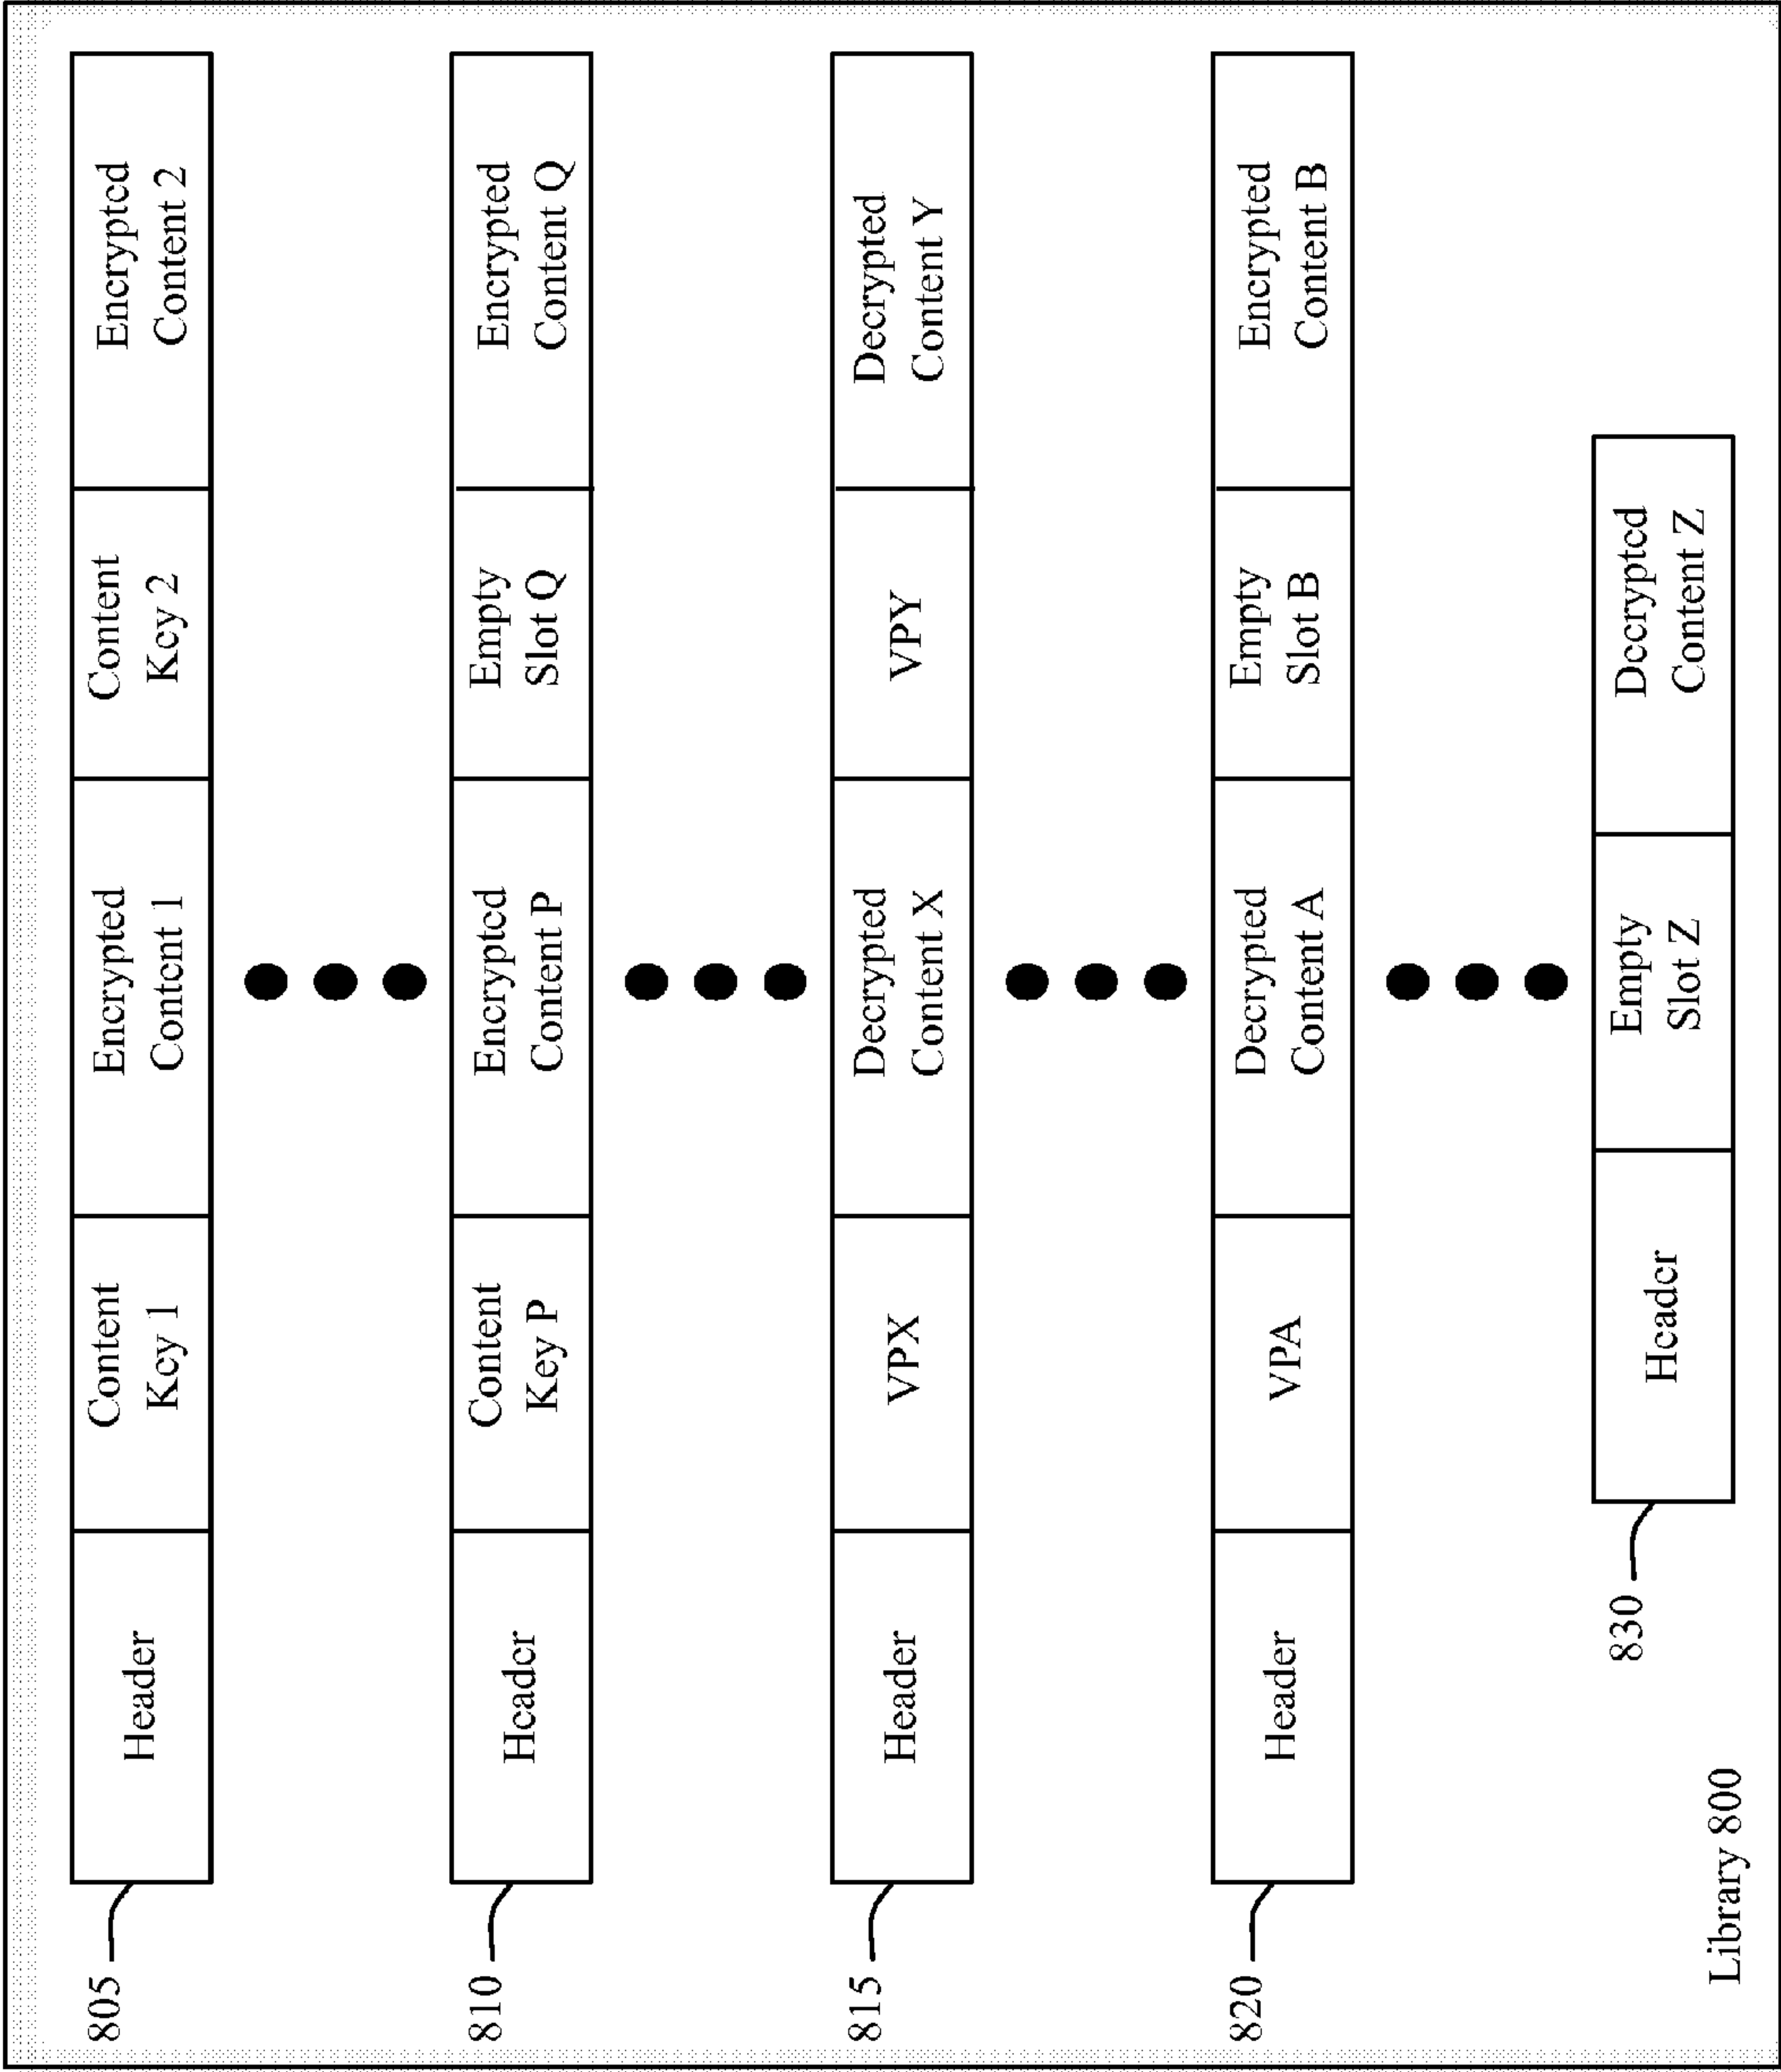 805
Header
Content
Key 1
Encrypted
Content 1
Content
Key 2
Encrypted
Content 2
810
Header
Content
Key P
Encrypted
Content P
Empty
Slot Q
Encrypted
Content Q
815
Header
VPX
Decrypted
Content X
VPY
Decrypted
Content Y
820
Header
VPA
Decrypted
Content A
Empty
Slot B
Encrypted
Content B
830
Header
Empty
Slot Z
Decrypted
Content Z
Library 800